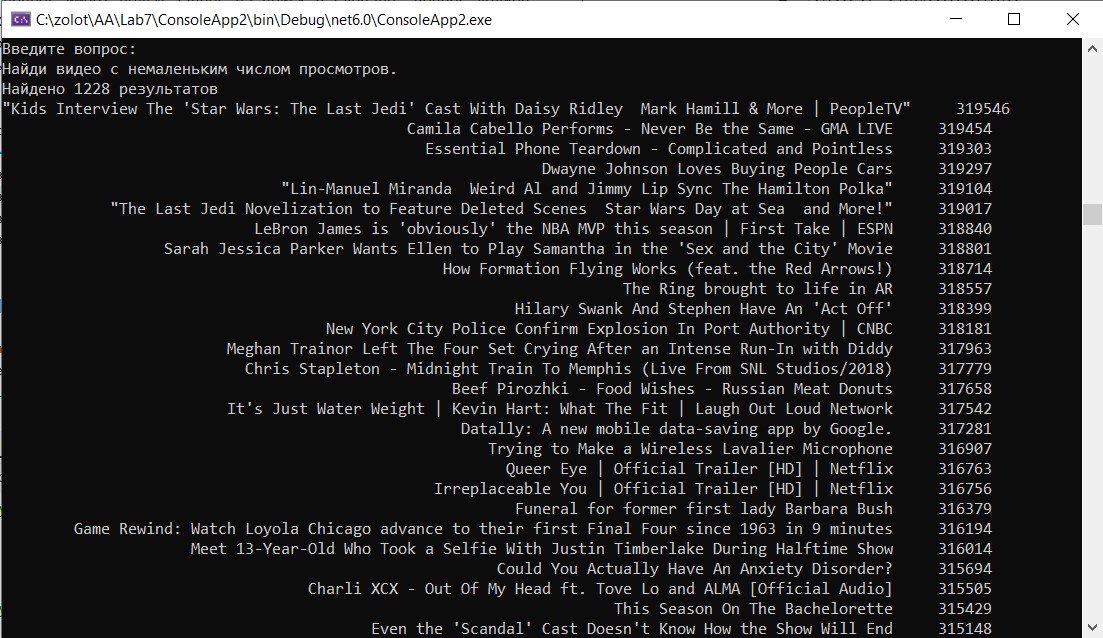 C:\zolot\AA\Lab7\ConsoleApp2\bin\Debug\net6.0\ConsoleApp2.exe
Введите вопрос:
Найди видео с немаленьким числом просмотров.
Найдено 1228 результатов
"Kids Interview The 'Star Wars: The Last Jedi' Cast With Daisy Ridley  Mark Hamill & More | PeopleTV" 319546
Camila Cabello Performs - Never Be the Same - GMA LIVE 319454
Essential Phone Teardown - Complicated and Pointless 319303
Dwayne Johnson Loves Buying People Cars 319297
"Lin-Manuel Miranda  Weird Al and Jimmy Lip Sync The Hamilton Polka" 319104
"The Last Jedi Novelization to Feature Deleted Scenes  Star Wars Day at Sea  and More!" 319017
LeBron James is 'obviously' the NBA MVP this season | First Take | ESPN 318840
Sarah Jessica Parker Wants Ellen to Play Samantha in the 'Sex and the City' Movie 318801
How Formation Flying Works (feat. the Red Arrows!) 318714
The Ring brought to life in AR 318557
Hilary Swank And Stephen Have An 'Act Off' 318399
New York City Police Confirm Explosion In Port Authority | CNBC 318181
Meghan Trainor Left The Four Set Crying After an Intense Run-In with Diddy 317963
Chris Stapleton - Midnight Train To Memphis (Live From SNL Studios/2018) 317779
Beef Pirozhki - Food Wishes - Russian Meat Donuts 317658
It's Just Water Weight | Kevin Hart: What The Fit | Laugh Out Loud Network 317542
Datally: A new mobile data-saving app by Google. 317281
Trying to Make a Wireless Lavalier Microphone 316907
Queer Eye | Official Trailer [HD] | Netflix 316763
Irreplaceable You | Official Trailer [HD] | Netflix 316756
Funeral for former first lady Barbara Bush 316379
Game Rewind: Watch Loyola Chicago advance to their first Final Four since 1963 in 9 minutes 316194
Meet 13-Year-Old Who Took a Selfie With Justin Timberlake During Halftime Show 316014
Could You Actually Have An Anxiety Disorder? 315694
Charli XCX - Out Of My Head ft. Tove Lo and ALMA [Official Audio] 315505
This Season On The Bachelorette 315429
Even the 'Scandal' Cast Doesn't Know How the Show Will End 315148